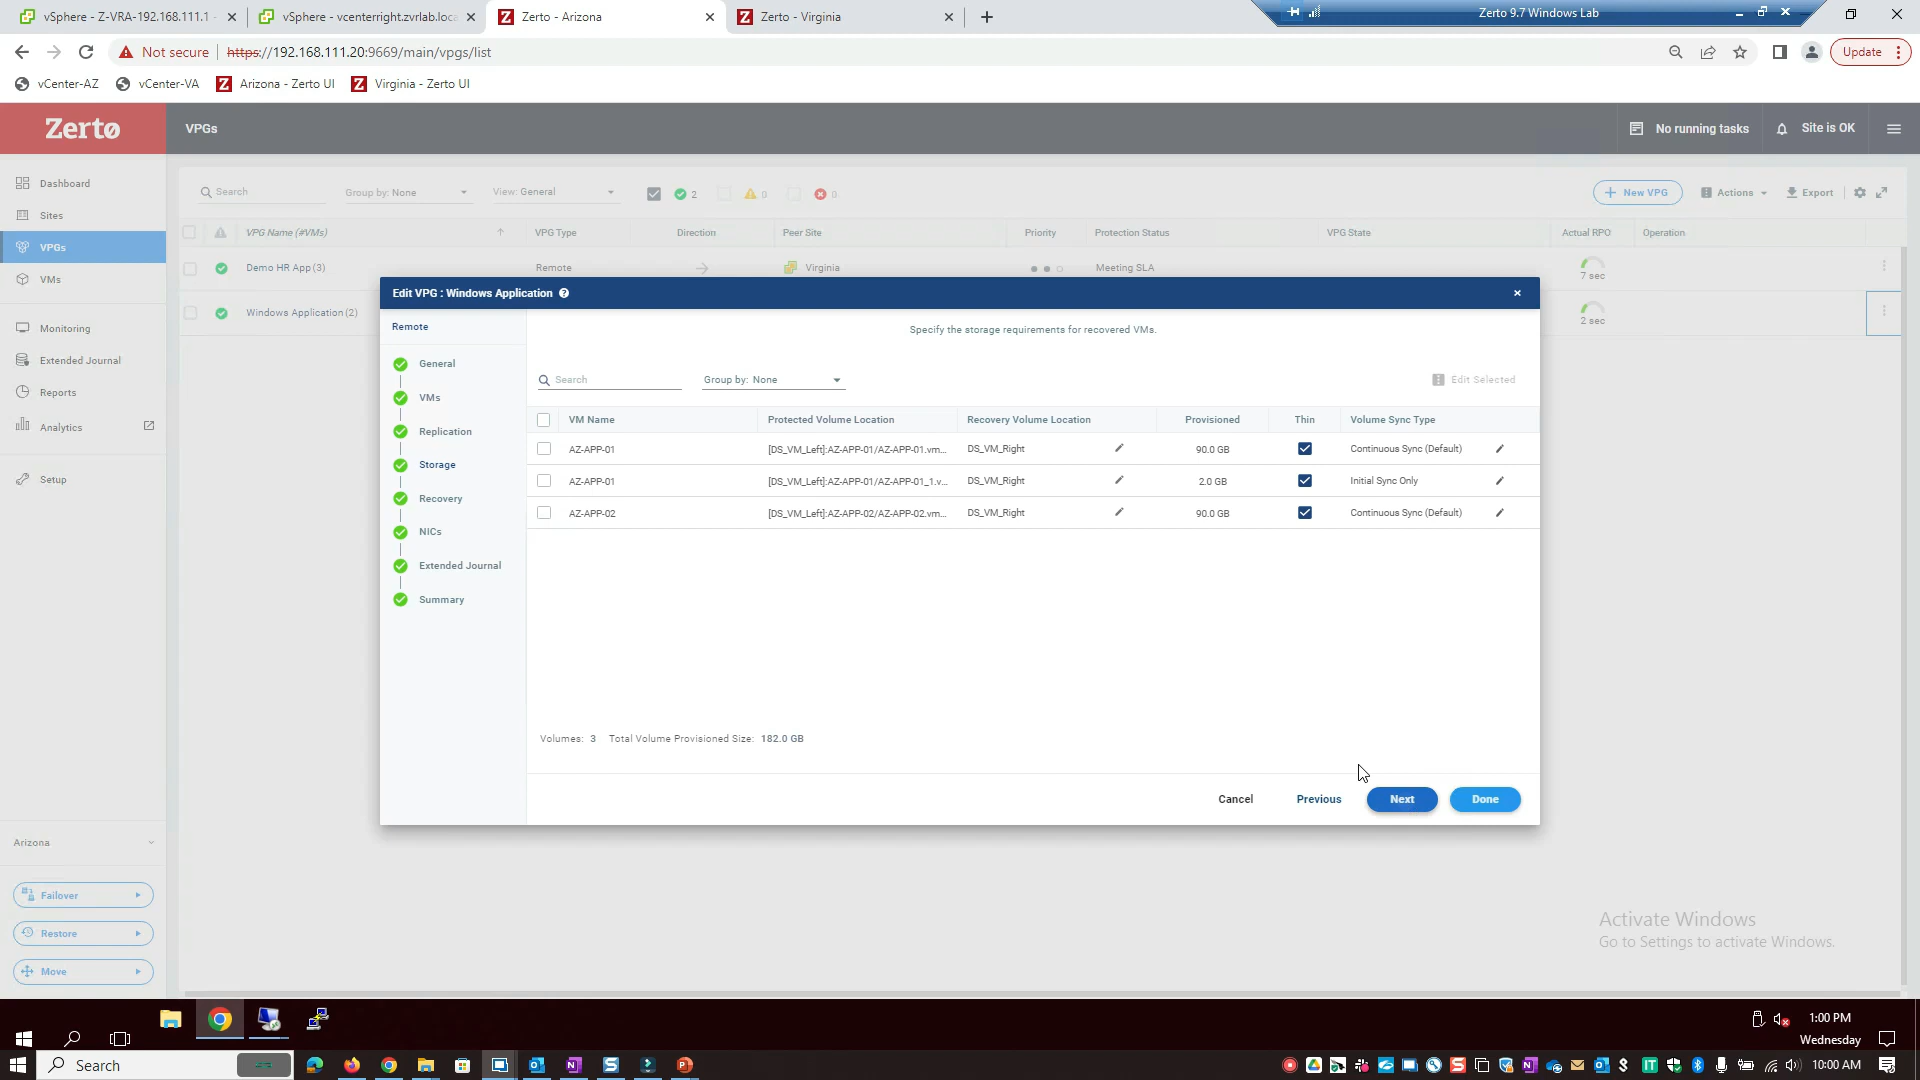 vSphere - Z-VRA-192.168.111.1
vSphere - vcenterright.zvrlab.loca
Zerto - Arizona
Zerto - Virginia
Zerto 9.7 Windows Lab
Not secure
https://192.168.111.20:9669/main/vpgs/list
Update
vCenter-AZ
vCenter-VA
Arizona - Zerto UI
Virginia - Zerto UI
Zerto
VPGs
No running tasks
Site is OK
Dashboard
Sites
VPGs
VMs
Monitoring
Extended Journal
Reports
Analytics
Setup
Arizona
Failover
Restore
Move
Search
Group by: None
View: General
2
0
0
New VPG
Actions
Export
VPG Name (#VMs)
VPG Type
Direction
Peer Site
Priority
Protection Status
VPG State
Actual RPO
Operation
Demo HR App (3)
Remote
Virginia
Meeting SLA
7 sec
Windows Application (2)
2 sec
Edit VPG : Windows Application
Remote
General
VMs
Replication
Storage
Recovery
NICs
Extended Journal
Summary
Specify the storage requirements for recovered VMs.
Search
Group by: None
Edit Selected
VM Name
Protected Volume Location
Recovery Volume Location
Provisioned
Thin
Volume Sync Type
AZ-APP-01
[DS_VM_Left]:AZ-APP-01/AZ-APP-01.vm...
DS_VM_Right
90.0 GB
Continuous Sync (Default)
AZ-APP-01
[DS_VM_Left]:AZ-APP-01/AZ-APP-01_1.v...
DS_VM_Right
2.0 GB
Initial Sync Only
AZ-APP-02
[DS_VM_Left]:AZ-APP-02/AZ-APP-02.vm...
DS_VM_Right
90.0 GB
Continuous Sync (Default)
Volumes: 3 Total Volume Provisioned Size: 182.0 GB
Cancel
Previous
Next
Done
Activate Windows
Go to Settings to activate Windows.
1:00 PM
Wednesday
Search
10:00 AM